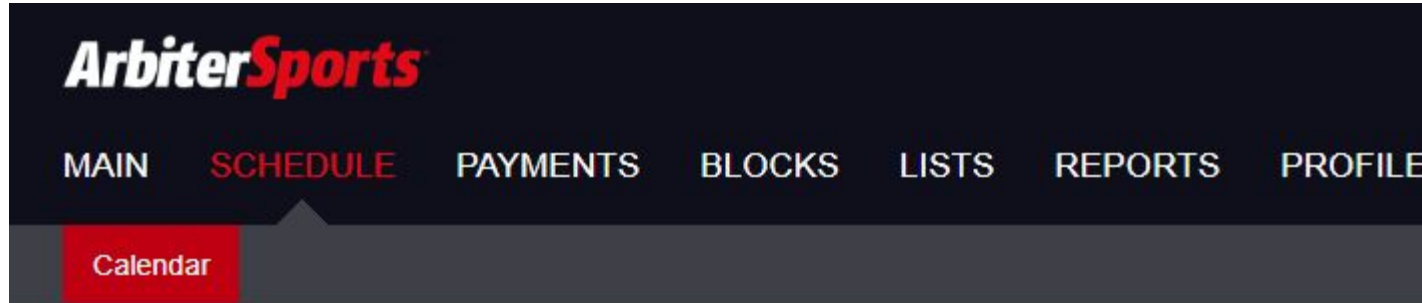 ArbiterSports
MAIN SCHEDULE PAYMENTS BLOCKS LISTS REPORTS PROFILE
Calendar